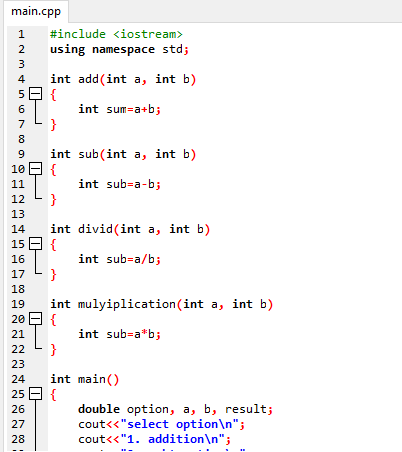 main.cpp
1 #include <iostream>
2 using namespace std;
3
4 int add(int a, int b)
5 {
6 int sum=a+b;
7 }
8
9 int sub(int a, int b)
10 {
11 int sub=a-b;
12 }
13
14 int divid(int a, int b)
15 {
16 int sub=a/b;
17 }
18
19 int mulyiplication(int a, int b)
20 {
21 int sub=a*b;
22 }
23
24 int main()
25 {
26 double option, a, b, result;
27 cout<<"select option\n";
28 cout<<"1. addition\n";